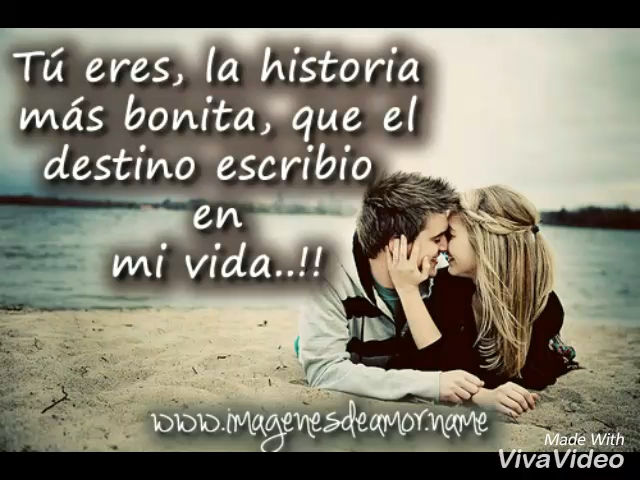 Tú eres, la historia
más bonita, que el
destino escribio
en
mi vida..!!
www.imagenesdeamor.name
Made With
VivaVideo